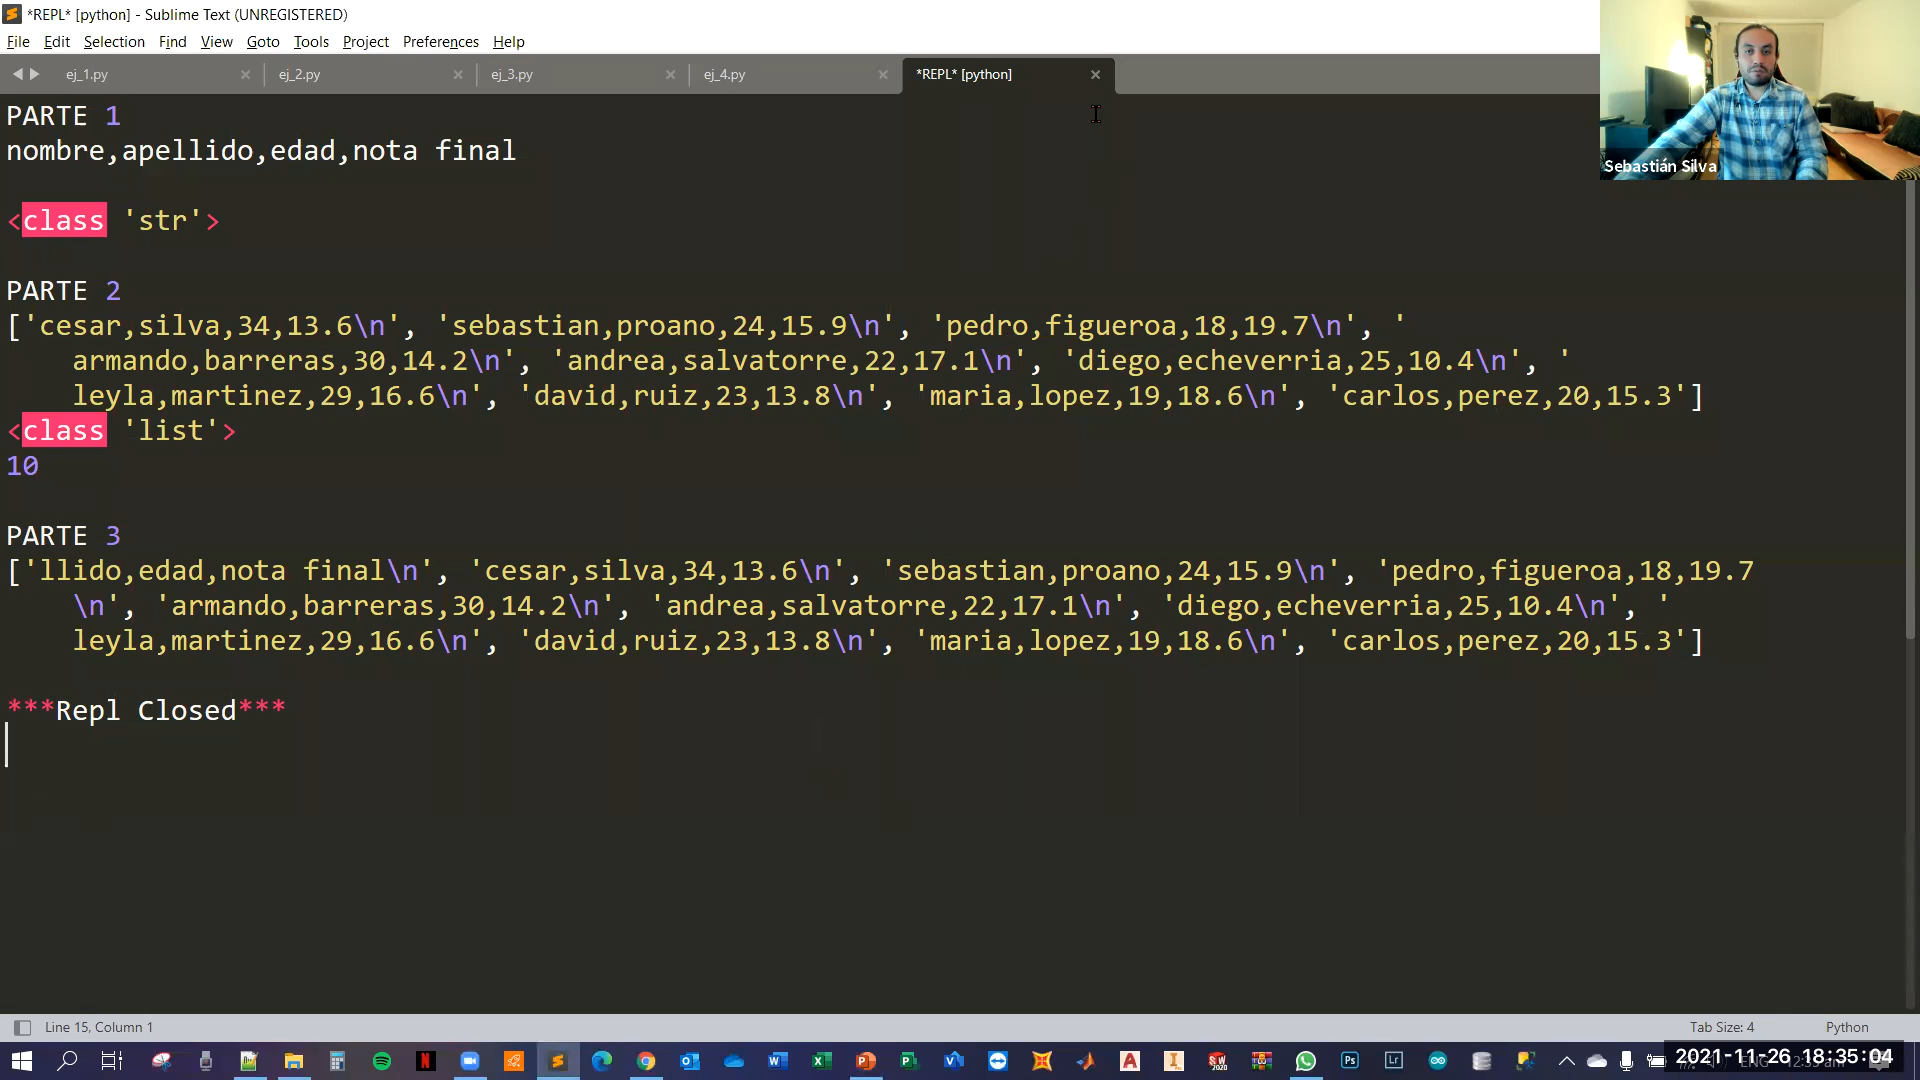 *REPL* [python] - Sublime Text (UNREGISTERED)
File Edit Selection Find View Goto Tools Project Preferences Help
ej_1.py ej_2.py ej_3.py ej_4.py *REPL* [python]
Sebastián Silva
PARTE 1
nombre,apellido,edad,nota final
<class 'str'>
PARTE 2
['cesar,silva,34,13.6\n', 'sebastian,proano,24,15.9\n', 'pedro,figueroa,18,19.7\n', '
armando,barreras,30,14.2\n', 'andrea,salvatorre,22,17.1\n', 'diego,echeverria,25,10.4\n', '
leyla,martinez,29,16.6\n', 'david,ruiz,23,13.8\n', 'maria,lopez,19,18.6\n', 'carlos,perez,20,15.3']
<class 'list'>
10
PARTE 3
['llido,edad,nota final\n', 'cesar,silva,34,13.6\n', 'sebastian,proano,24,15.9\n', 'pedro,figueroa,18,19.7
\n', 'armando,barreras,30,14.2\n', 'andrea,salvatorre,22,17.1\n', 'diego,echeverria,25,10.4\n', '
leyla,martinez,29,16.6\n', 'david,ruiz,23,13.8\n', 'maria,lopez,19,18.6\n', 'carlos,perez,20,15.3']
***Repl Closed***
Line 15, Column 1 Tab Size: 4 Python
2021-11-26 18:35:04